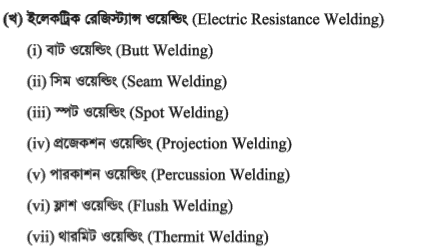 (খ) ইলেকট্রিক রেজিস্ট্যান্স ওয়েল্ডিং (Electric Resistance Welding)
(i) বাট ওয়েল্ডিং (Butt Welding)
(ii) সিম ওয়েল্ডিং (Seam Welding)
(iii) স্পট ওয়েল্ডিং (Spot Welding)
(iv) প্রজেকশন ওয়েল্ডিং (Projection Welding)
(v) পারকাশন ওয়েল্ডিং (Percussion Welding)
(vi) ফ্লাশ ওয়েল্ডিং (Flush Welding)
(vii) থারমিট ওয়েল্ডিং (Thermit Welding)